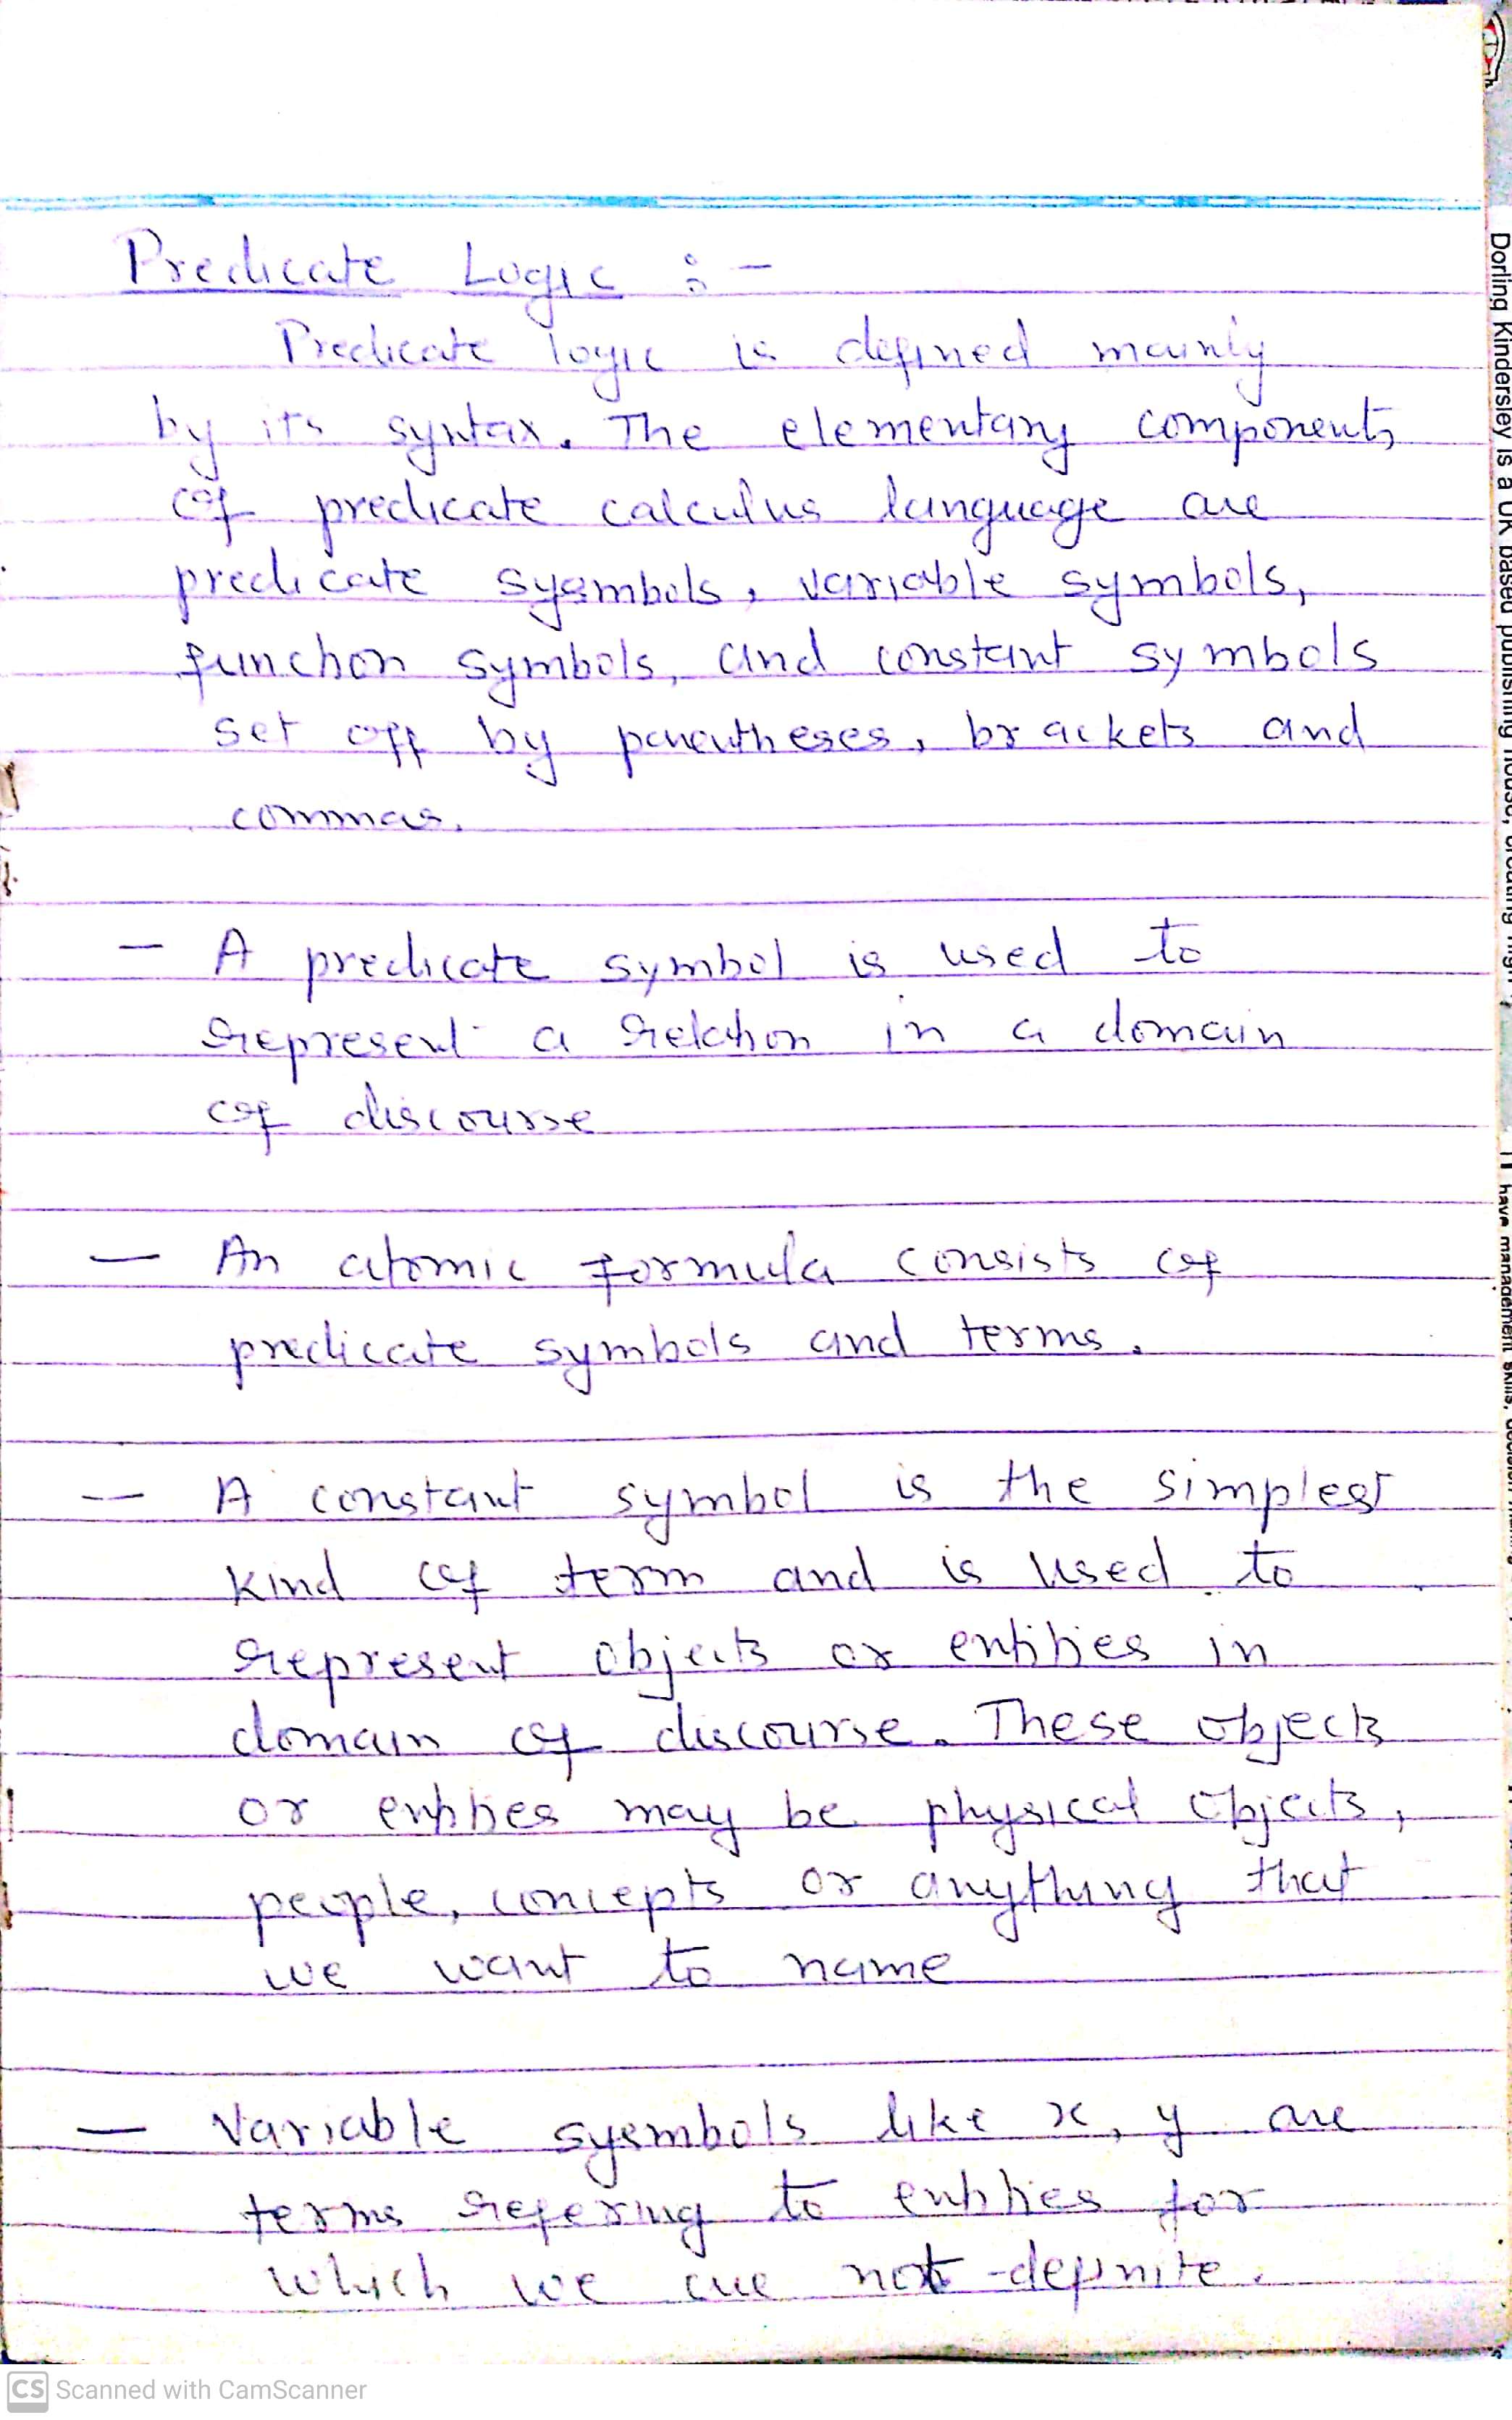 Predicate Logic :-
Predicate logic is defined mainly
by its syntax. The elementary components
of predicate calculus language are
predicate syembols, variable symbols,
function symbols, and constant symbols
set off by parentheses, brackets and
commas.
- A predicate symbol is used to
represent a relation in a domain
of discourse
- An atomic formula consists of
predicate symbols and terms.
- A constant symbol is the simplest
kind of term and is used to
represent objects or entities in
domain of discourse. These objects
or entities may be physical objects,
people, concepts or anything that
we want to name
- Variable syembols like x, y are
terms refering to entities for
which we are not definite.
Dorling Kindersley is a UK based publishing house, creating high
have management skills,
CS Scanned with CamScanner